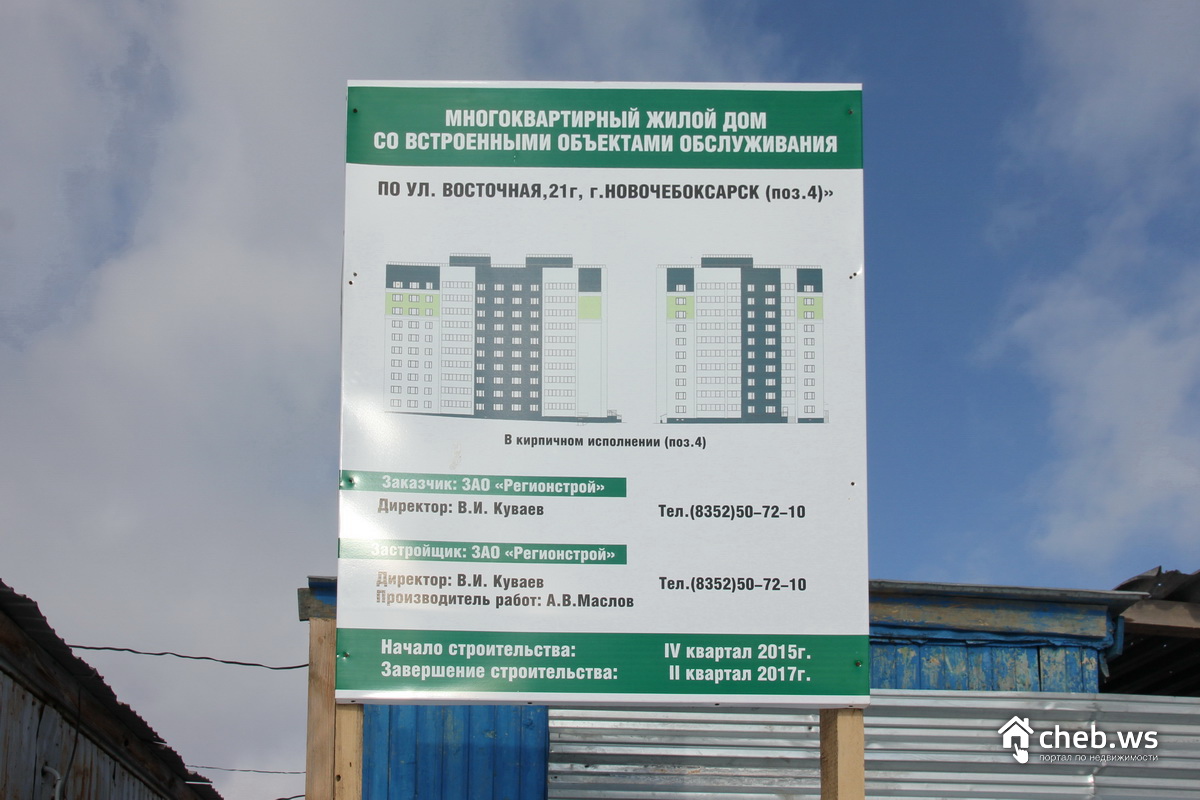 МНОГОКВАРТИРНЫЙ ЖИЛОЙ ДОМ
СО ВСТРОЕННЫМИ ОБЪЕКТАМИ ОБСЛУЖИВАНИЯ
ПО УЛ. ВОСТОЧНАЯ,21г, г.НОВОЧЕБОКСАРСК (поз.4)»
В кирпичном исполнении (поз.4)
Заказчик: ЗАО «Регионстрой»
Директор: В.И. Куваев Тел.(8352)50-72-10
Застройщик: ЗАО «Регионстрой»
Директор: В.И. Куваев Тел.(8352)50-72-10
Производитель работ: А.В.Маслов
Начало строительства: IV квартал 2015г.
Завершение строительства: II квартал 2017г.
cheb.ws
портал по недвижимости